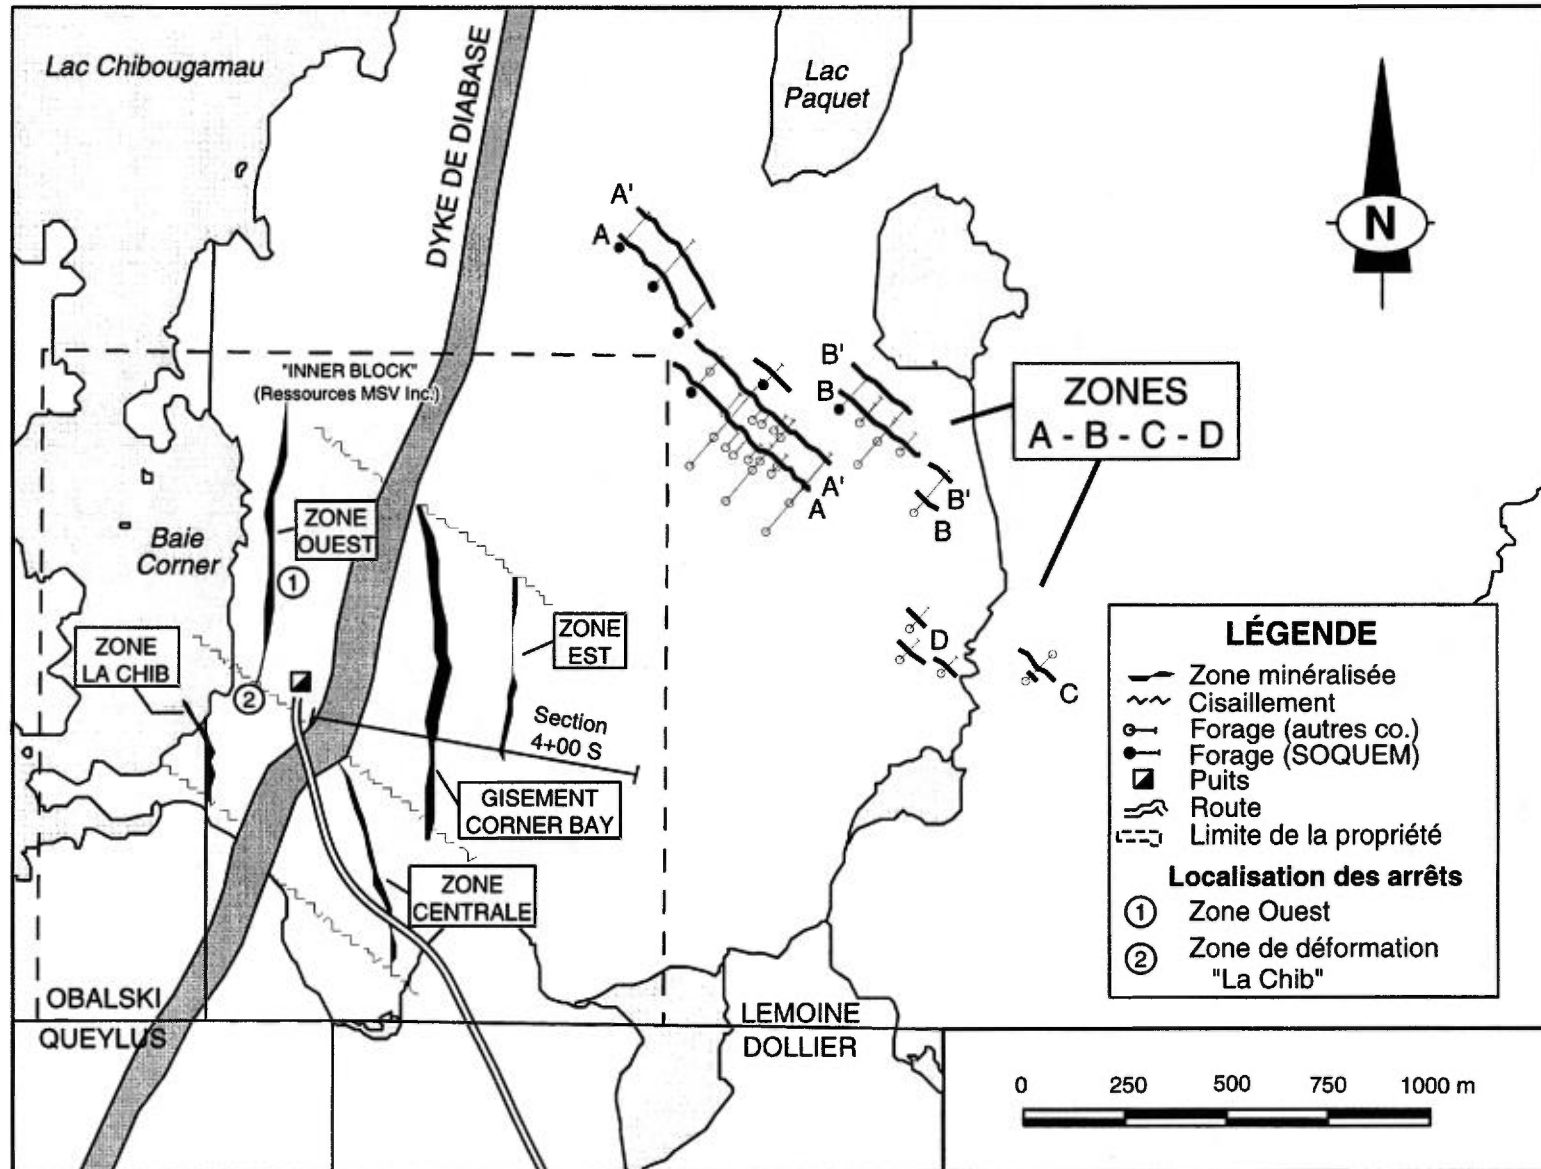 Lac Chibougamau
DYKE DE DIABASE
Lac
Paquet
N
A'
A
"INNER BLOCK"
(Ressources MSV Inc.)
B'
B
ZONES
A - B - C - D
A'
A
B'
B
ZONE
OUEST
Baie
Corner
1
ZONE
EST
ZONE
LA CHIB
2
D
C
Section
4+00 S
GISEMENT
CORNER BAY
ZONE
CENTRALE
OBALSKI
QUEYLUS
LEMOINE
DOLLIER
LÉGENDE
Zone minéralisée
Cisaillement
Forage (autres co.)
Forage (SOQUEM)
Puits
Route
Limite de la propriété
Localisation des arrêts
1 Zone Ouest
2 Zone de déformation
"La Chib"
0 250 500 750 1000 m